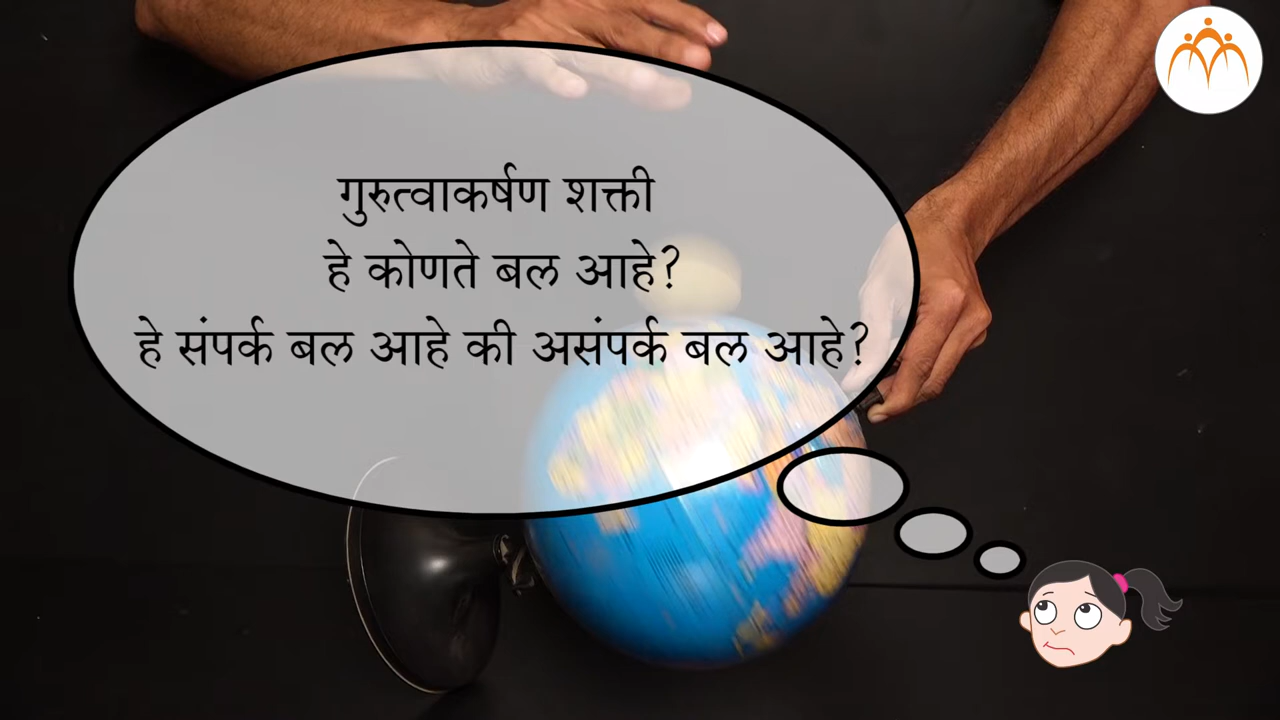 गुरुत्वाकर्षण शक्ती
हे कोणते बल आहे?
हे संपर्क बल आहे की असंपर्क बल आहे?